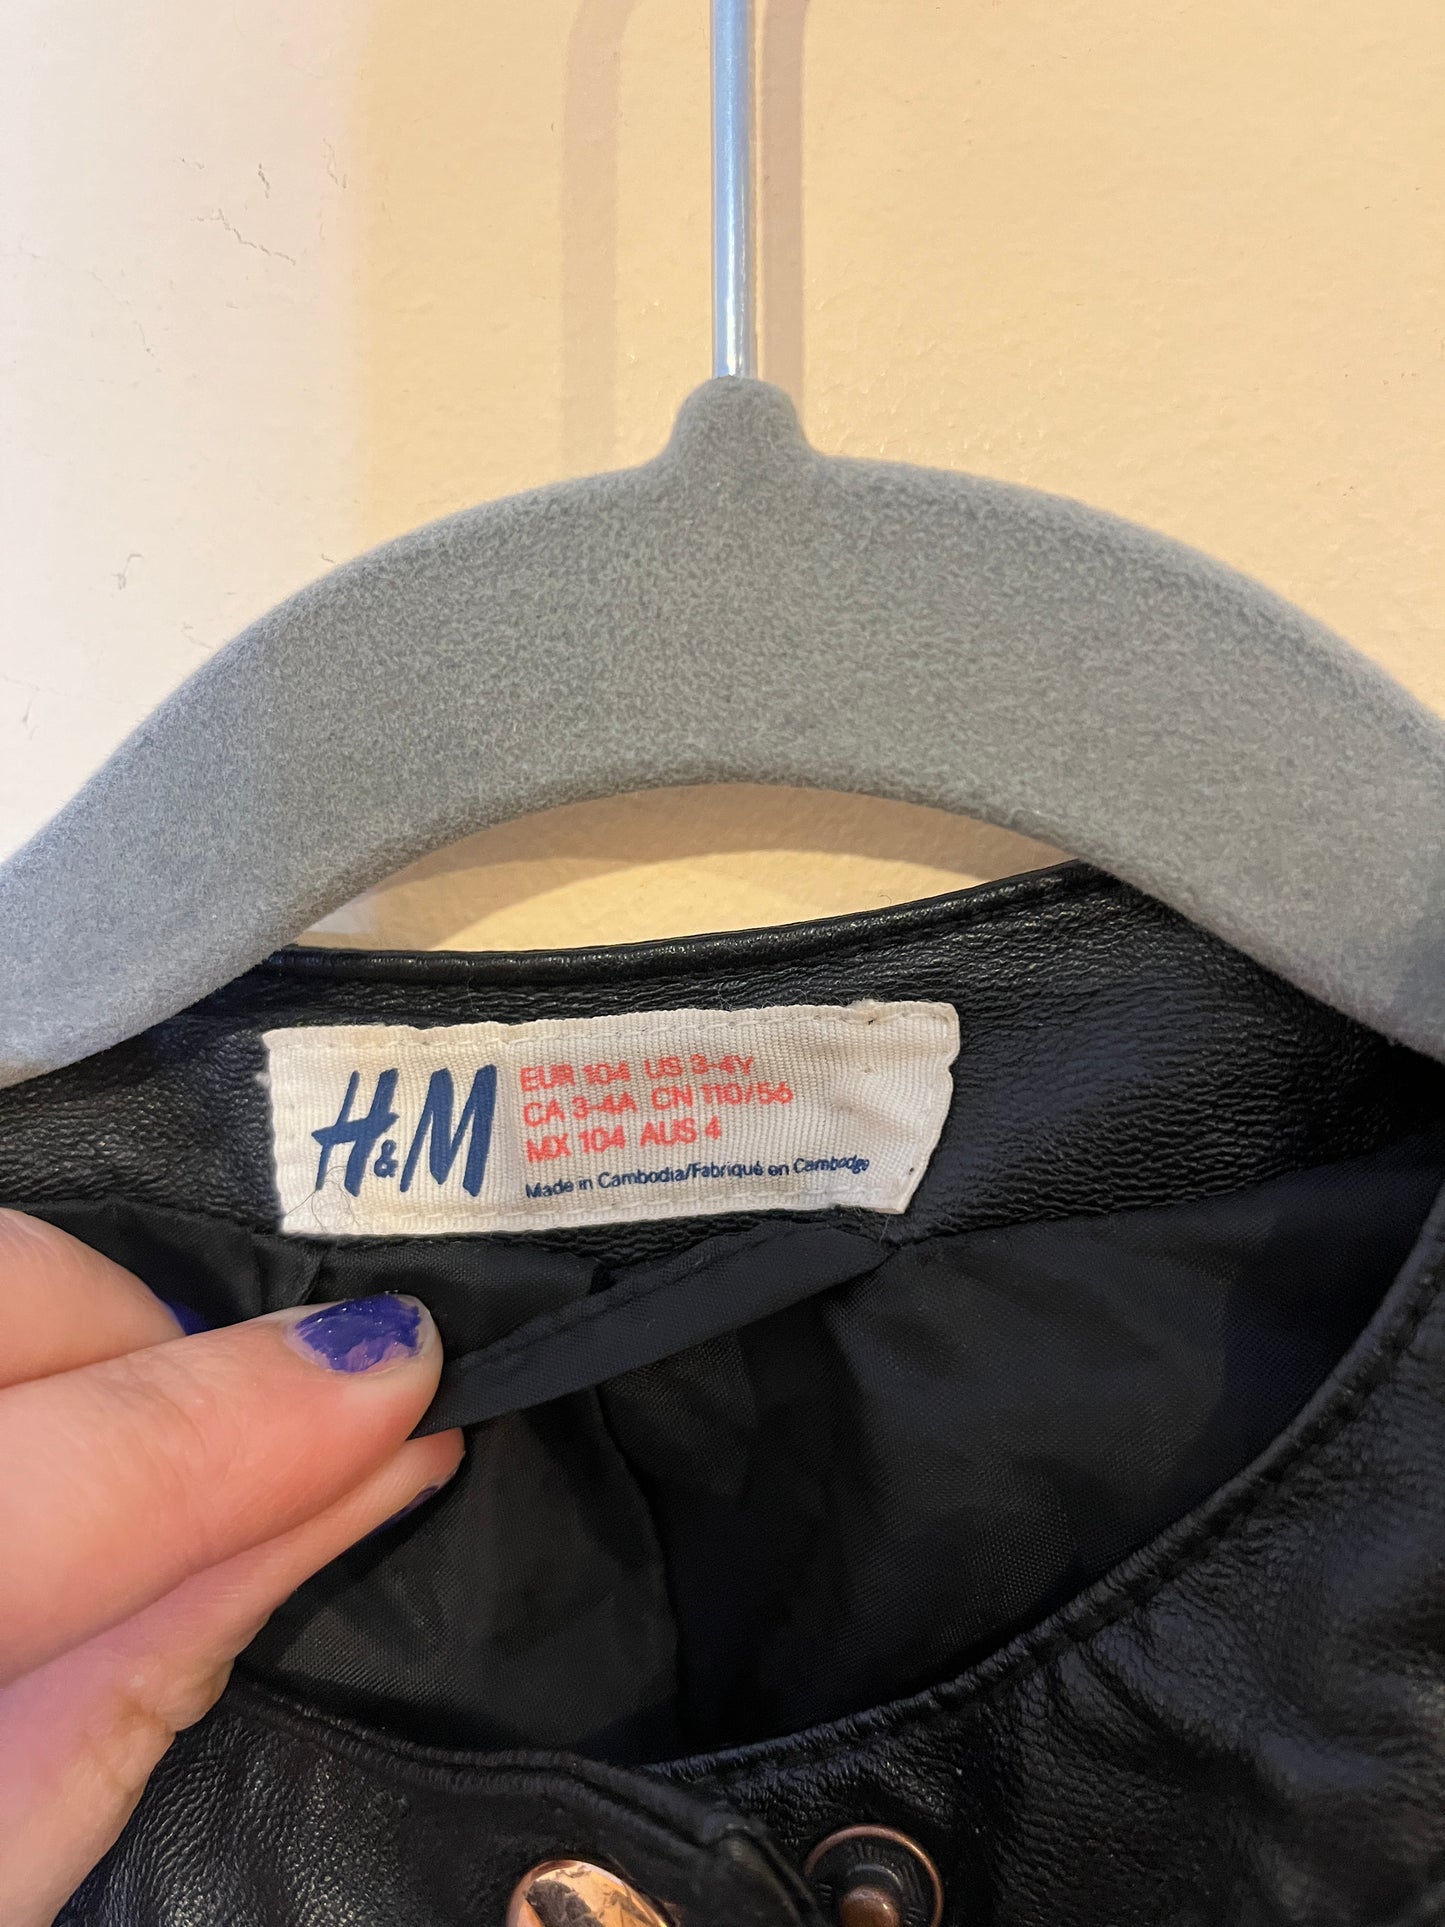 H&M
EUR 104 US 3-4Y
CA 3-4A CN 110/56
MX 104 AUS 4
Made in Cambodia/Fabriqué en Cambodge